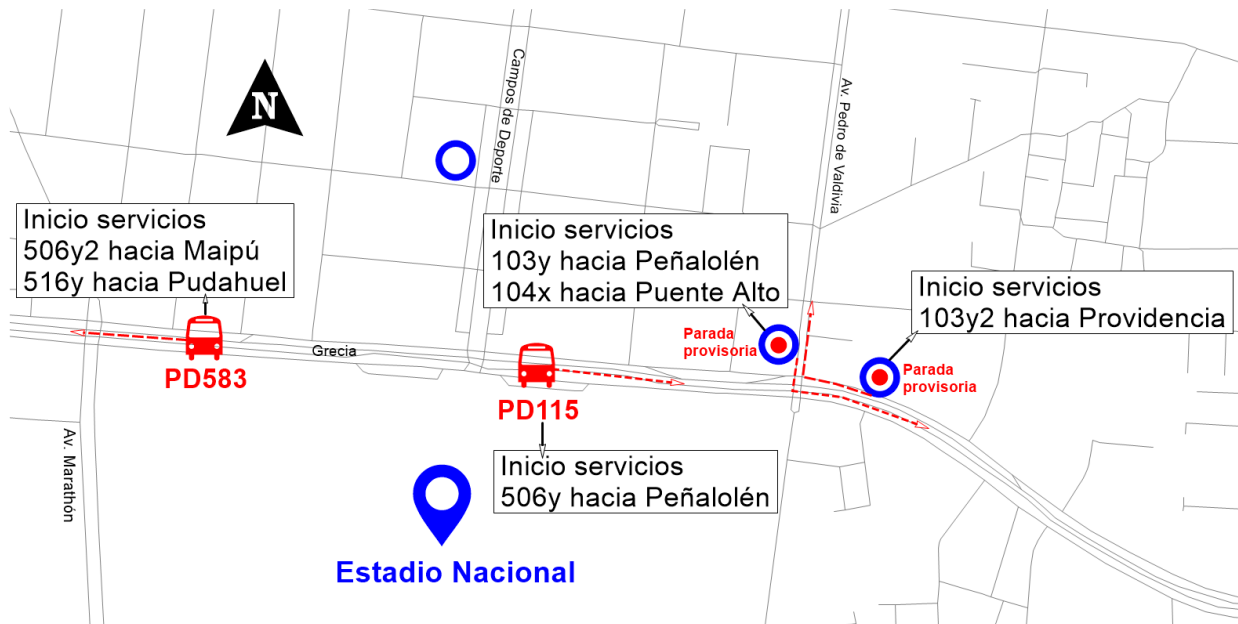 Campos de Deporte
Av. Pedro de Valdivia
N
Inicio servicios
506y2 hacia Maipú
516y hacia Pudahuel
Inicio servicios
103y hacia Peñalolén
104x hacia Puente Alto
Inicio servicios
103y2 hacia Providencia
Parada
provisoria
Grecia
PD583
Parada
provisoria
PD115
Av. Marathón
Inicio servicios
506y hacia Peñalolén
Estadio Nacional